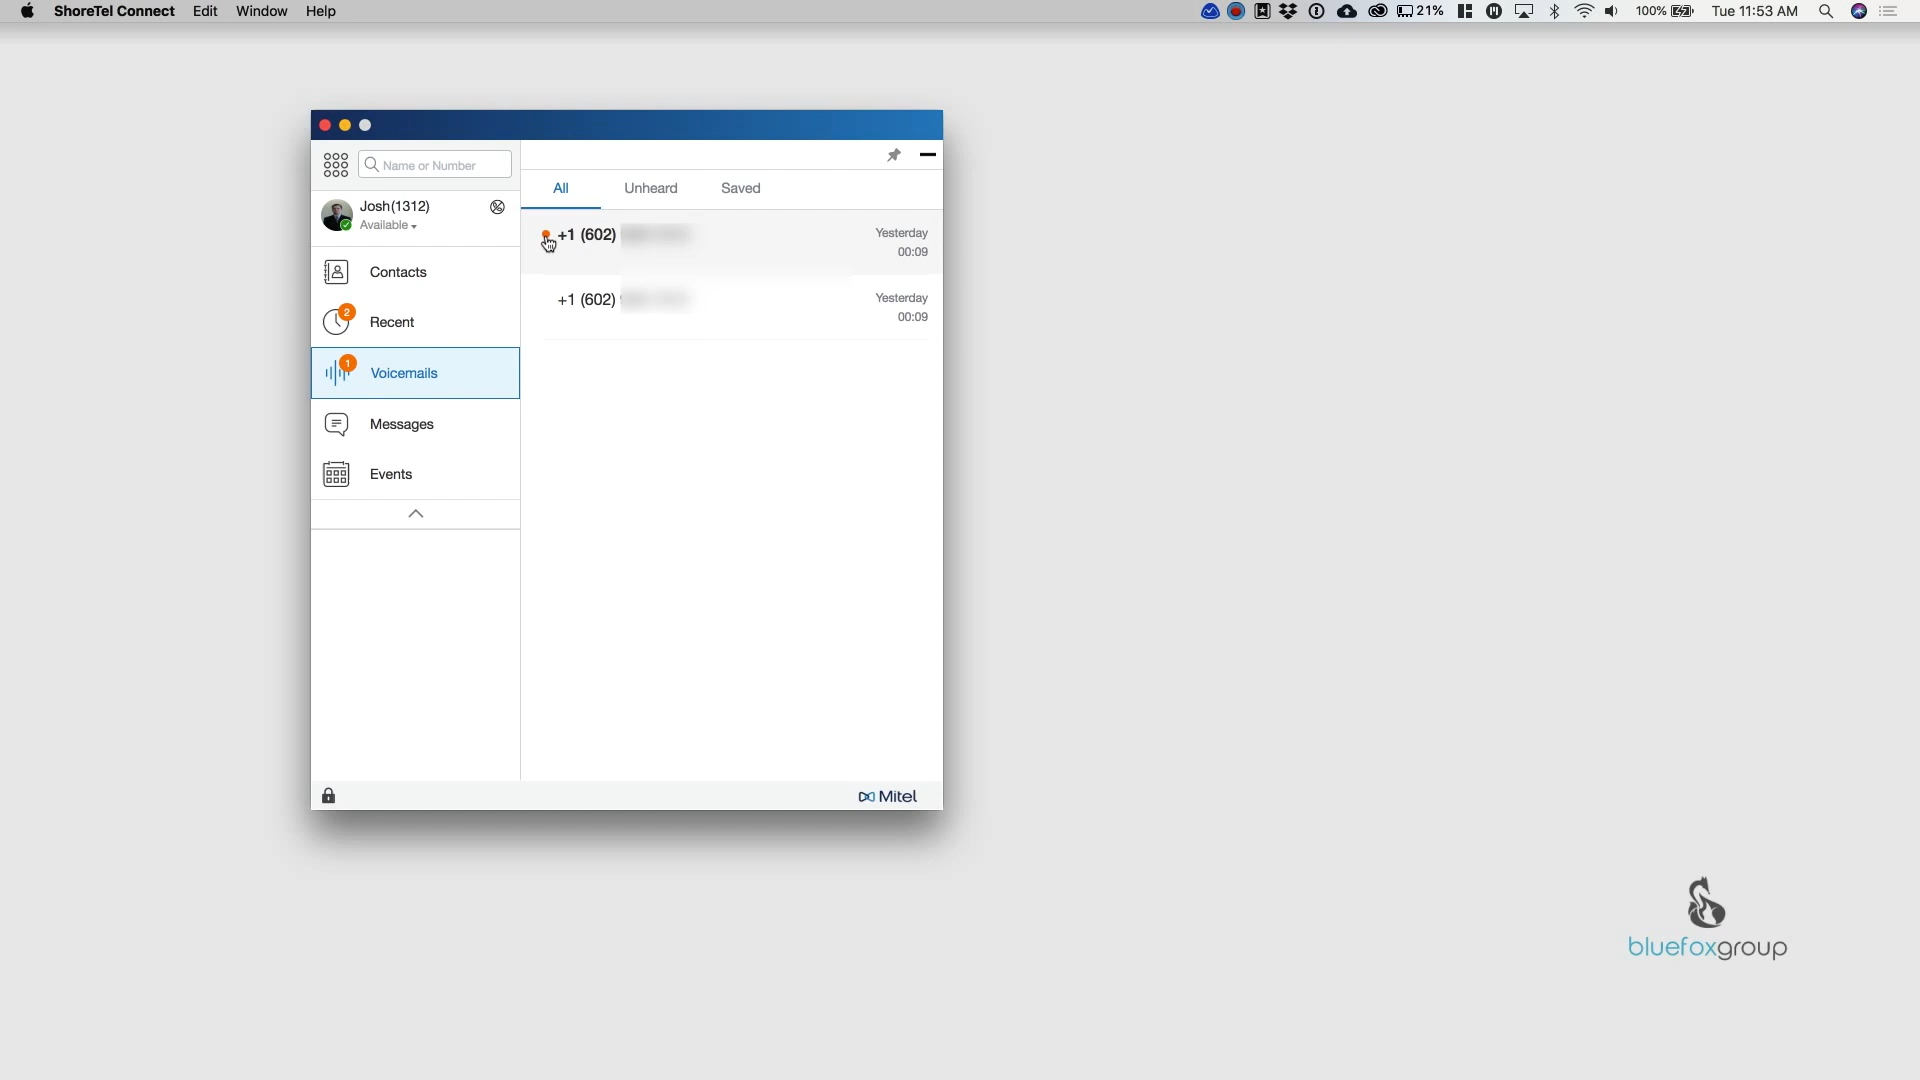 ShoreTel Connect Edit Window Help
21% 100% Tue 11:53 AM
Name or Number
All Unheard Saved
Josh(1312)
Available
+1 (602) Yesterday
00:09
Contacts
+1 (602) Yesterday
00:09
2
Recent
1
Voicemails
Messages
Events
Mitel
bluefoxgroup